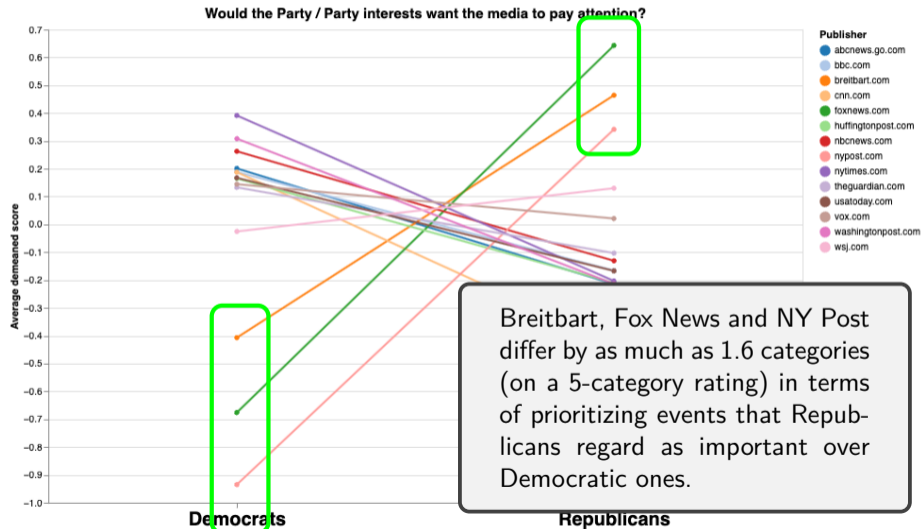 Would the Party / Party interests want the media to pay attention?
Average demeaned score
0.7
0.6
0.5
0.4
0.3
0.2
0.1
0.0
−0.1
−0.2
−0.3
−0.4
−0.5
−0.6
−0.7
−0.8
−0.9
−1.0
Democrats
Republicans
Publisher
abcnews.go.com
bbc.com
breitbart.com
cnn.com
foxnews.com
huffingtonpost.com
nbcnews.com
nypost.com
nytimes.com
theguardian.com
usatoday.com
vox.com
washingtonpost.com
wsj.com
Breitbart, Fox News and NY Post
differ by as much as 1.6 categories
(on a 5-category rating) in terms
of prioritizing events that Repub-
licans regard as important over
Democratic ones.